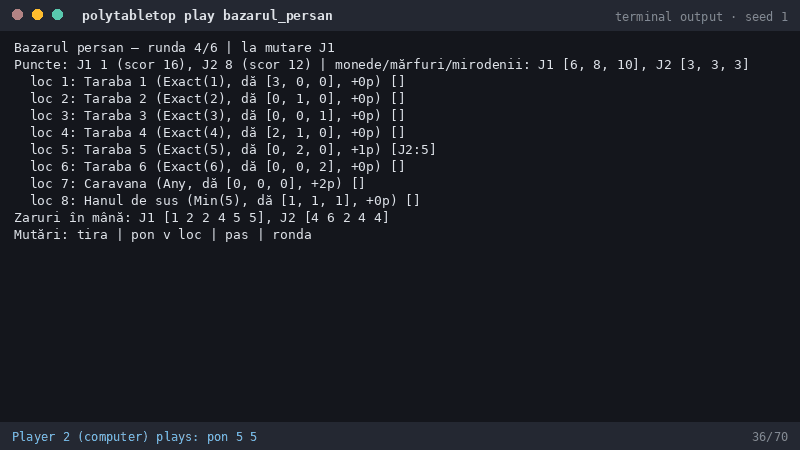 polytabletop play bazarul_persan
terminal output · seed 1
Bazarul persan — runda 4/6 | la mutare J1
Puncte: J1 1 (scor 16), J2 8 (scor 12) | monede/mărfuri/mirodenii: J1 [6, 8, 10], J2 [3, 3, 3]
loc 1: Taraba 1 (Exact(1), dă [3, 0, 0], +0p) []
loc 2: Taraba 2 (Exact(2), dă [0, 1, 0], +0p) []
loc 3: Taraba 3 (Exact(3), dă [0, 0, 1], +0p) []
loc 4: Taraba 4 (Exact(4), dă [2, 1, 0], +0p) []
loc 5: Taraba 5 (Exact(5), dă [0, 2, 0], +1p) [J2:5]
loc 6: Taraba 6 (Exact(6), dă [0, 0, 2], +0p) []
loc 7: Caravana (Any, dă [0, 0, 0], +2p) []
loc 8: Hanul de sus (Min(5), dă [1, 1, 1], +0p) []
Zaruri în mână: J1 [1 2 2 4 5 5], J2 [4 6 2 4 4]
Mutări: tira | pon v loc | pas | ronda
Player 2 (computer) plays: pon 5 5
36/70